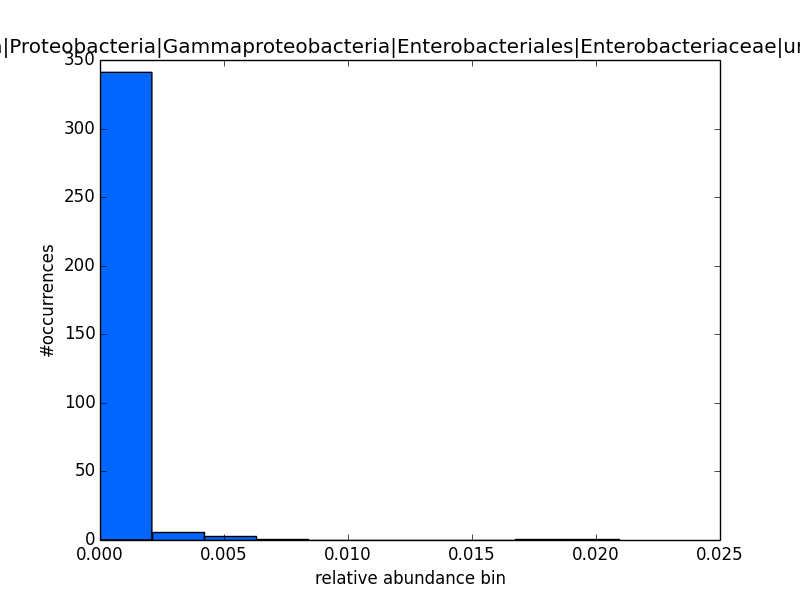 |Proteobacteria|Gammaproteobacteria|Enterobacteriales|Enterobacteriaceae|
350
300
250
200
150
100
50
0
#occurrences
0.000 0.005 0.010 0.015 0.020 0.025
relative abundance bin